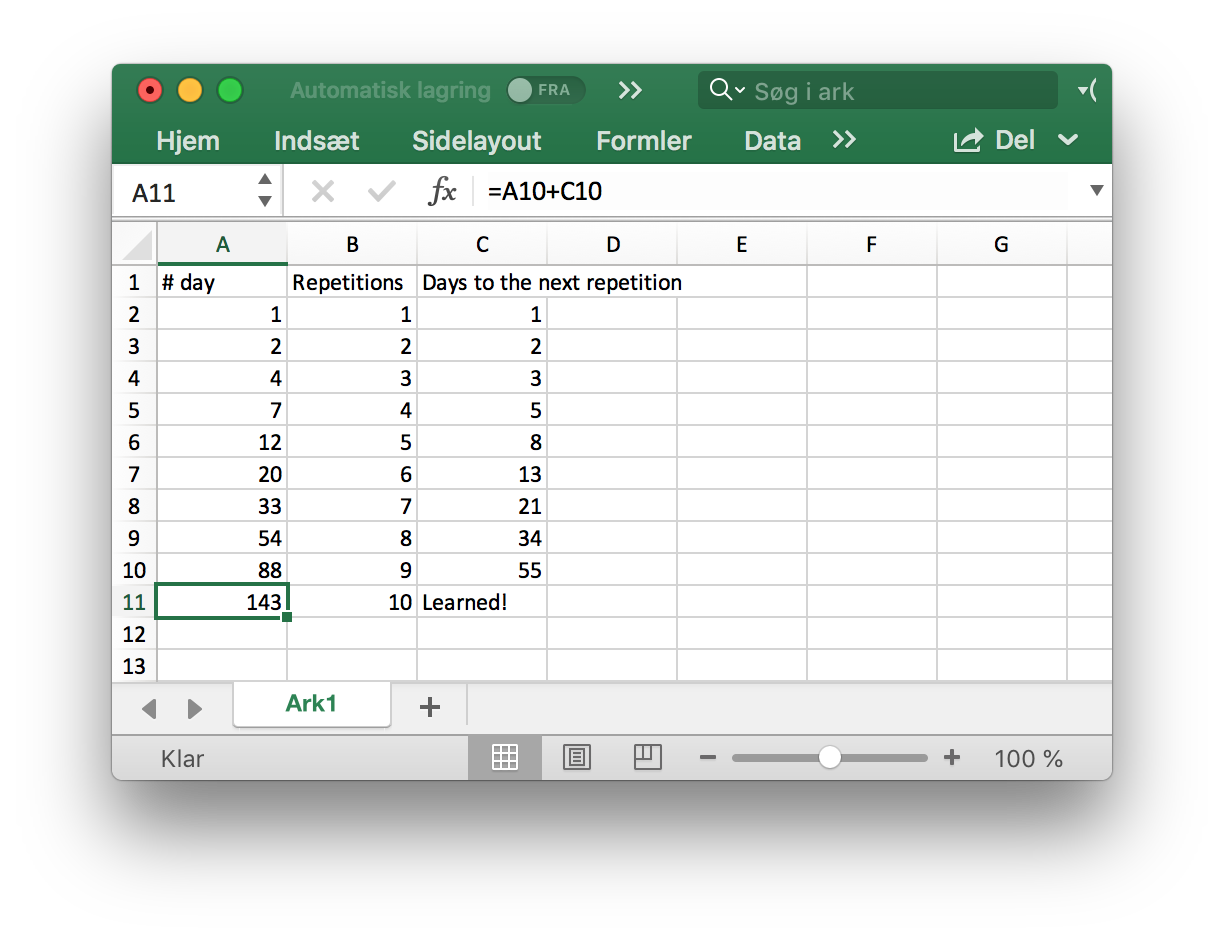 Automatisk lagring FRA Søg i ark
Hjem Indsæt Sidelayout Formler Data Del
A11 fx =A10+C10
A B C D E F G
1 # day Repetitions Days to the next repetition
2 1 1 1
3 2 2 2
4 4 3 3
5 7 4 5
6 12 5 8
7 20 6 13
8 33 7 21
9 54 8 34
10 88 9 55
11 143 10 Learned!
12
13
Ark1
Klar 100 %